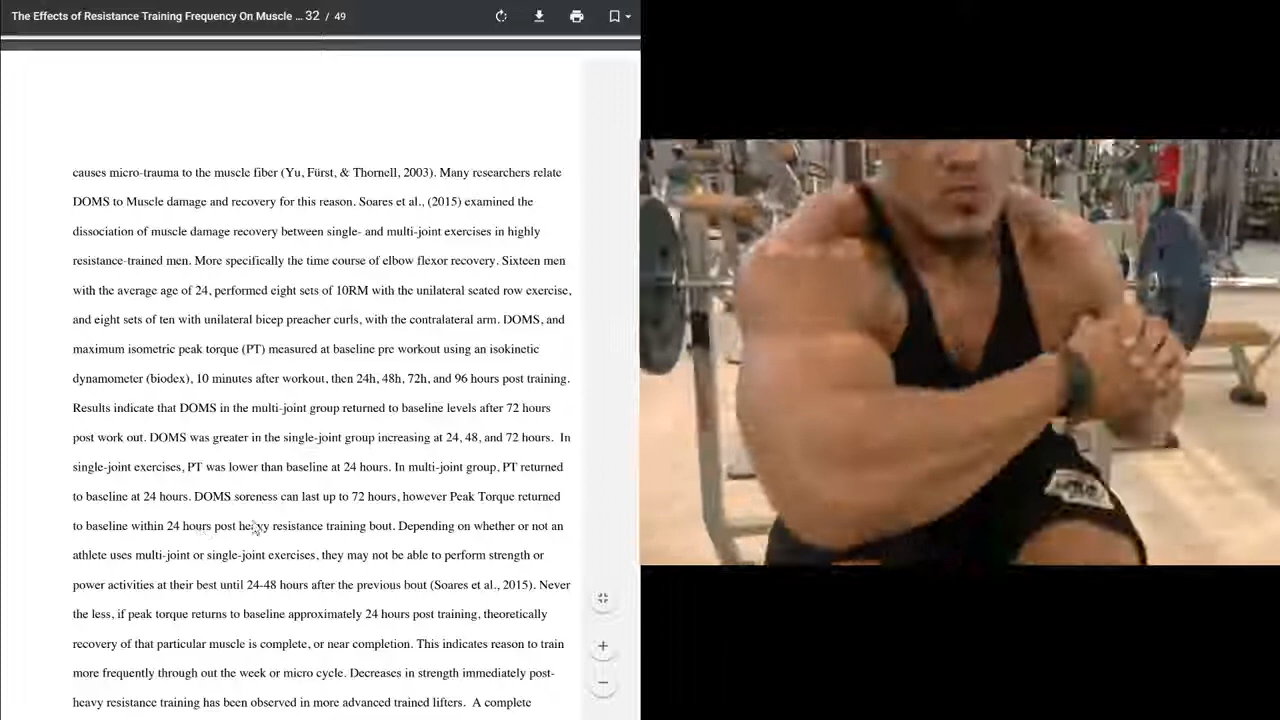 The Effects of Resistance Training Frequency On Muscle ... 32 / 49
causes micro-trauma to the muscle fiber (Yu, Fürst, & Thornell, 2003). Many researchers relate
DOMS to Muscle damage and recovery for this reason. Soares et al., (2015) examined the
dissociation of muscle damage recovery between single- and multi-joint exercises in highly
resistance-trained men. More specifically the time course of elbow flexor recovery. Sixteen men
with the average age of 24, performed eight sets of 10RM with the unilateral seated row exercise,
and eight sets of ten with unilateral bicep preacher curls, with the contralateral arm. DOMS, and
maximum isometric peak torque (PT) measured at baseline pre workout using an isokinetic
dynamometer (biodex), 10 minutes after workout, then 24h, 48h, 72h, and 96 hours post training.
Results indicate that DOMS in the multi-joint group returned to baseline levels after 72 hours
post work out. DOMS was greater in the single-joint group increasing at 24, 48, and 72 hours.  In
single-joint exercises, PT was lower than baseline at 24 hours. In multi-joint group, PT returned
to baseline at 24 hours. DOMS soreness can last up to 72 hours, however Peak Torque returned
to baseline within 24 hours post heavy resistance training bout. Depending on whether or not an
athlete uses multi-joint or single-joint exercises, they may not be able to perform strength or
power activities at their best until 24-48 hours after the previous bout (Soares et al., 2015). Never
the less, if peak torque returns to baseline approximately 24 hours post training, theoretically
recovery of that particular muscle is complete, or near completion. This indicates reason to train
more frequently through out the week or micro cycle. Decreases in strength immediately post-
heavy resistance training has been observed in more advanced trained lifters.  A complete